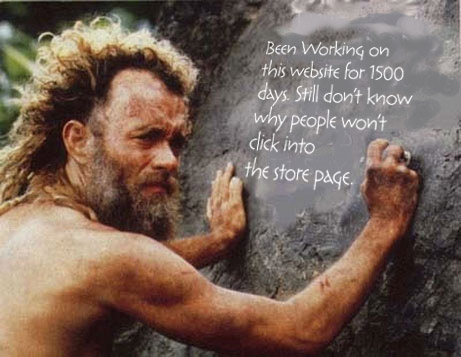 Been Working on
this website for 1500
days. Still don't know
why people won't
click into
the store page.